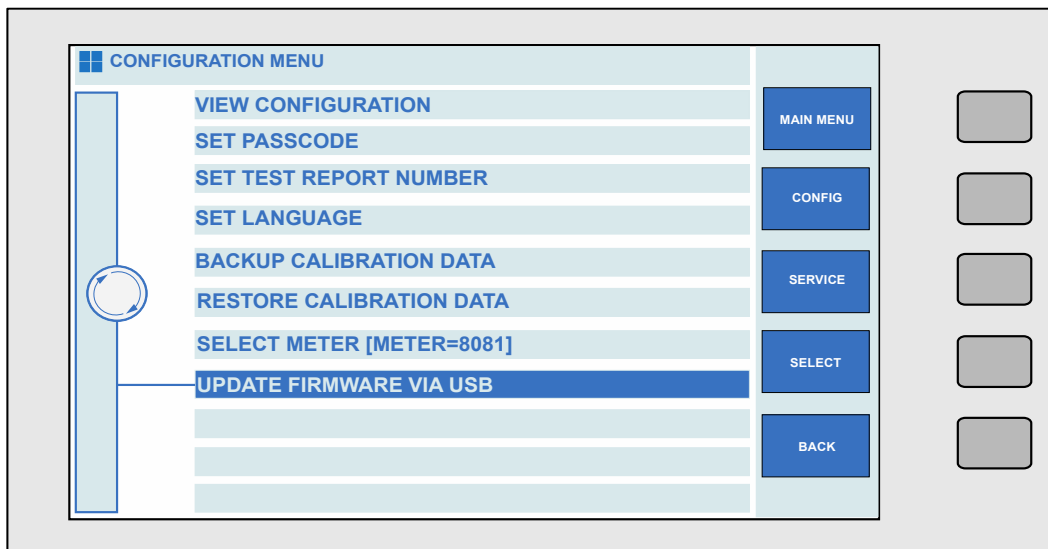 CONFIGURATION MENU
VIEW CONFIGURATION
SET PASSCODE
SET TEST REPORT NUMBER
SET LANGUAGE
BACKUP CALIBRATION DATA
RESTORE CALIBRATION DATA
SELECT METER [METER=8081]
UPDATE FIRMWARE VIA USB
MAIN MENU
CONFIG
SERVICE
SELECT
BACK